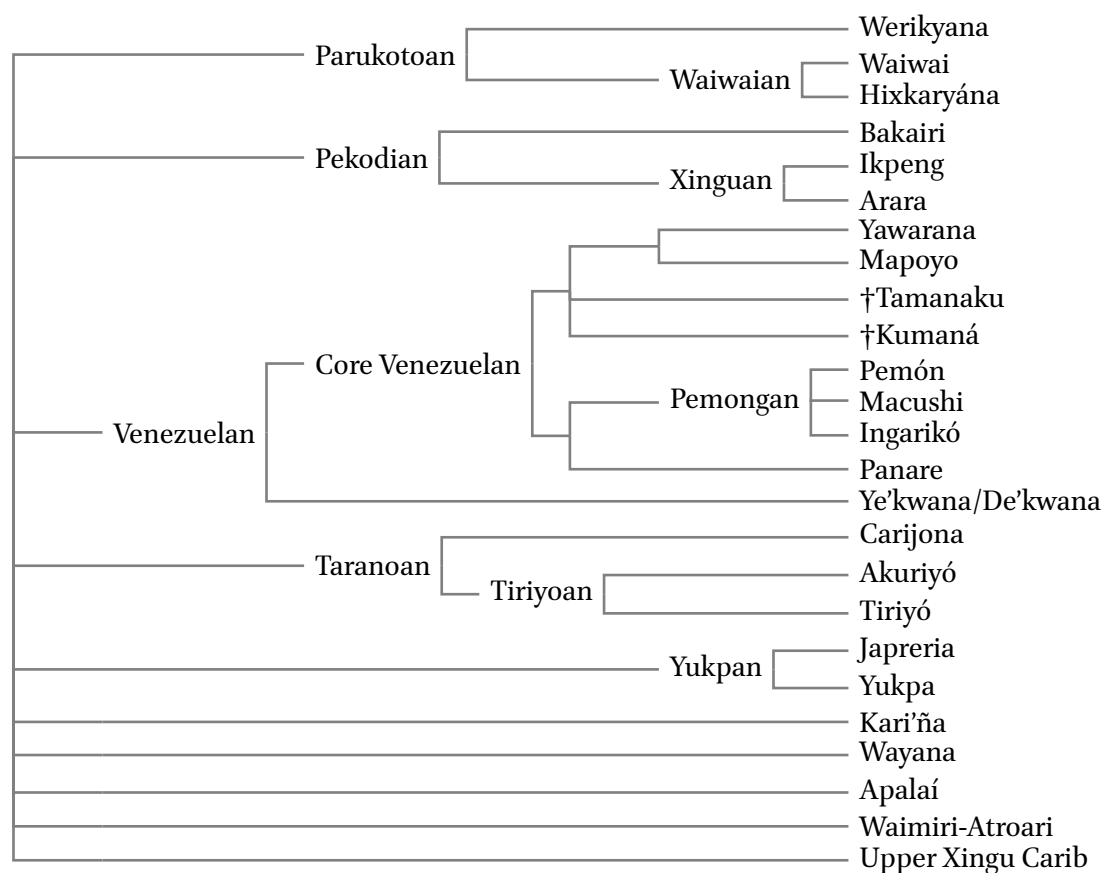 Werikyana
Parukotoan
Waiwai
Waiwaian
Hixkaryána
Bakairi
Pekodian
Ikpeng
Xinguan
Arara
Yawarana
Mapoyo
†Tamanaku
†Kumaná
Core Venezuelan
Pemón
Pemongan
Macushi
Ingarikó
Venezuelan
Panare
Ye’kwana/De’kwana
Carijona
Taranoan
Akuriyó
Tiriyoan
Tiriyó
Japreria
Yukpan
Yukpa
Kari’ña
Wayana
Apalaí
Waimiri-Atroari
Upper Xingu Carib